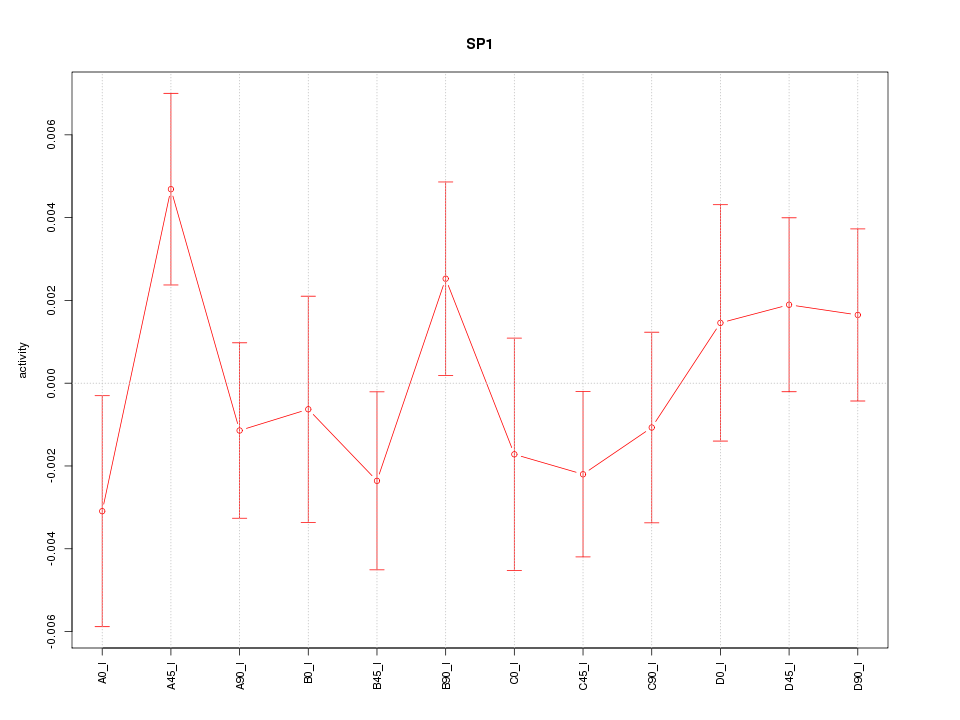 SP1
activity
0.006
0.004
0.002
0.000
-0.002
-0.004
-0.006
A0_I
A45_I
A90_I
B0_I
B45_I
B90_I
C0_I
C45_I
C90_I
D0_I
D45_I
D90_I